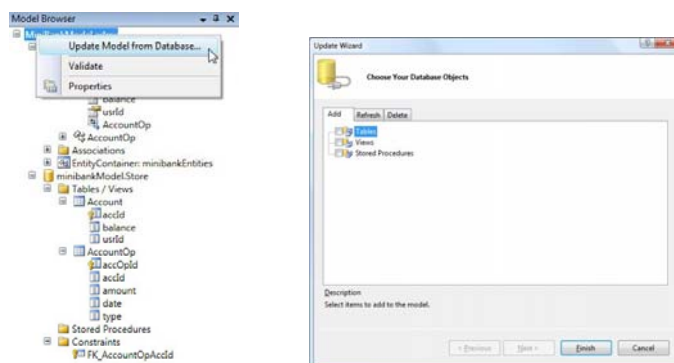 Model Browser
Update Model from Database...
Validate
Properties
balance
usrId
AccountOp
AccountOp
Associations
EntityContainer: minibankEntities
minibankModel.Store
Tables / Views
Account
accId
balance
usrId
AccountOp
accOpId
accId
amount
date
type
Stored Procedures
Constraints
FK_AccountOpAccId
Update Wizard
Choose Your Database Objects
Add Refresh Delete
Tables
Views
Stored Procedures
Description
Select items to add to the model.
< Previous Next > Finish Cancel